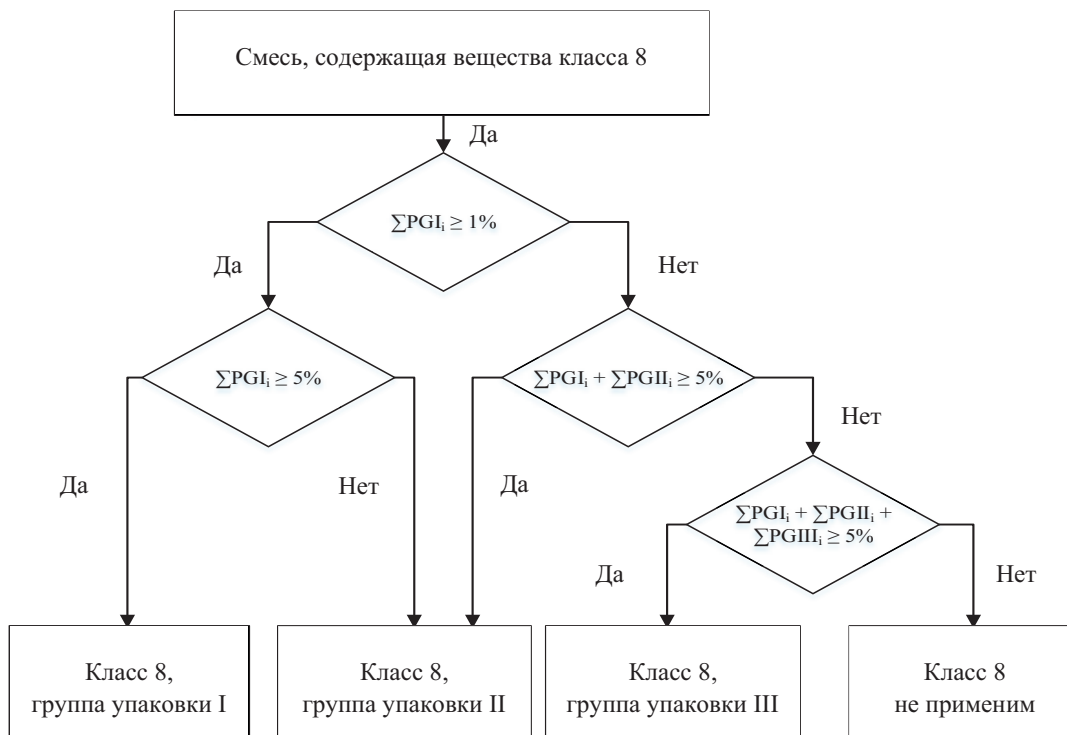 Смесь, содержащая вещества класса 8
Да
∑PGIᵢ ≥ 1%
Да
Нет
∑PGIᵢ ≥ 5%
∑PGIᵢ + ∑PGIIᵢ ≥ 5%
Нет
Да
Нет
Да
∑PGIᵢ + ∑PGIIᵢ +
∑PGIIIᵢ ≥ 5%
Да
Нет
Класс 8,
группа упаковки I
Класс 8,
группа упаковки II
Класс 8,
группа упаковки III
Класс 8
не применим